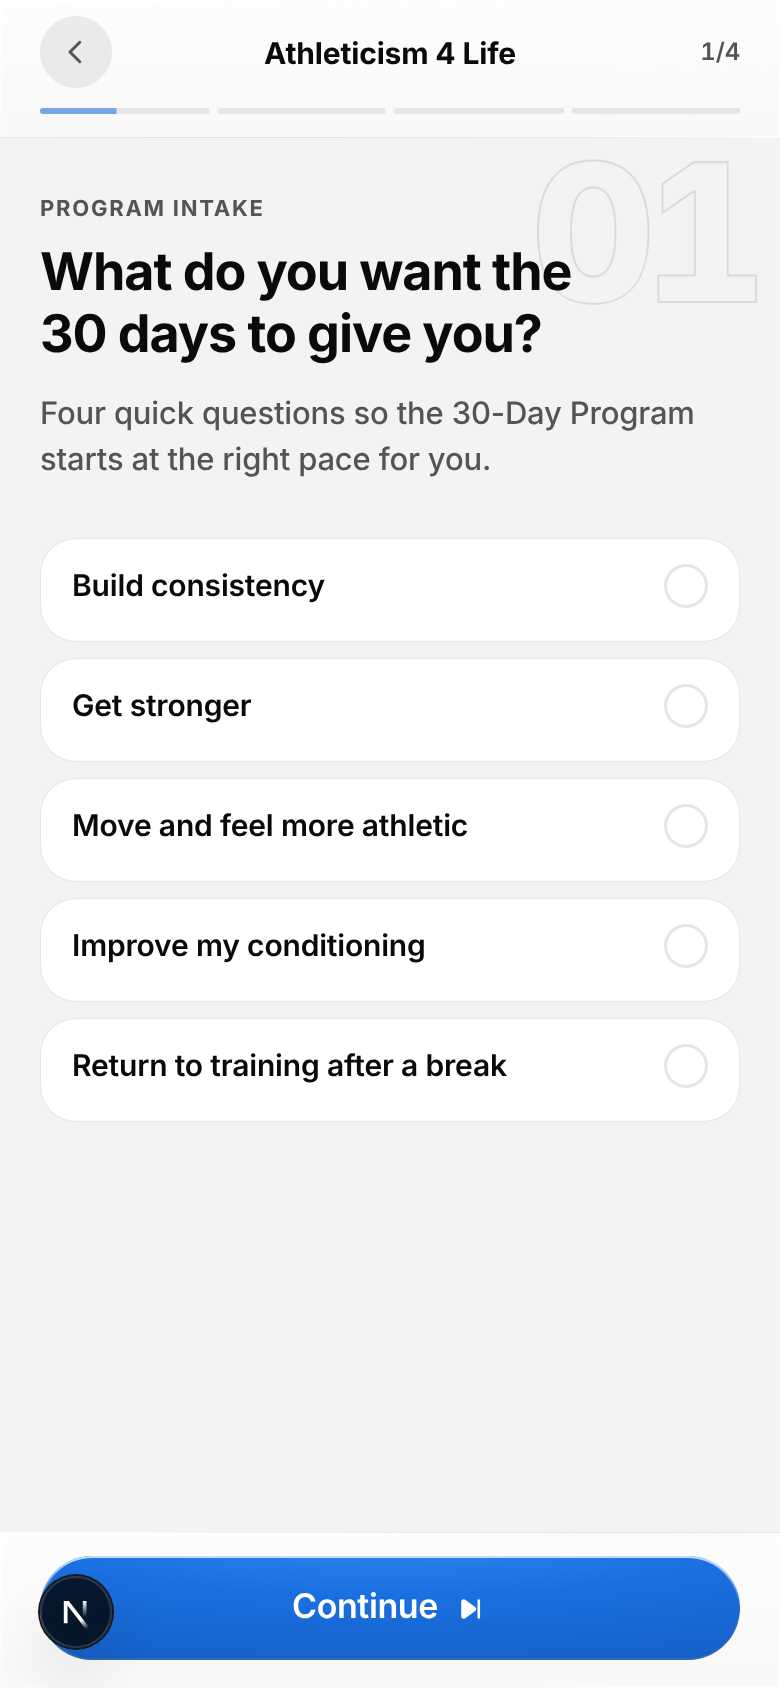 Athleticism 4 Life
1/4
01
PROGRAM INTAKE
What do you want the
30 days to give you?
Four quick questions so the 30-Day Program
starts at the right pace for you.
Build consistency
Get stronger
Move and feel more athletic
Improve my conditioning
Return to training after a break
N
Continue